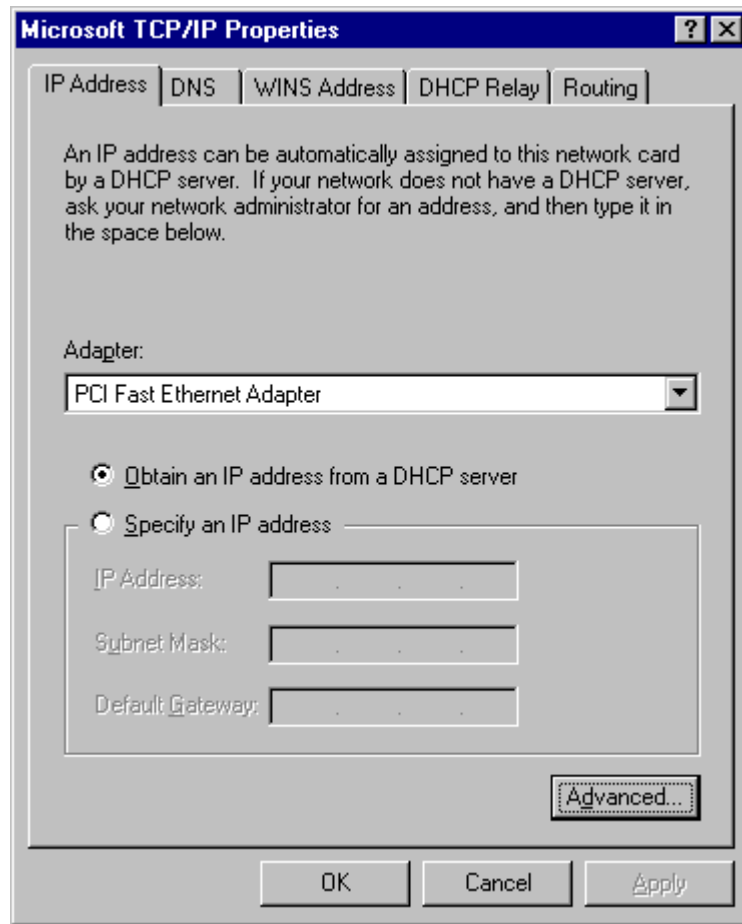 Microsoft TCP/IP Properties
IP Address DNS WINS Address DHCP Relay Routing
An IP address can be automatically assigned to this network card
by a DHCP server. If your network does not have a DHCP server,
ask your network administrator for an address, and then type it in
the space below.
Adapter:
PCI Fast Ethernet Adapter
Obtain an IP address from a DHCP server
Specify an IP address
IP Address:
Subnet Mask:
Default Gateway:
Advanced...
OK Cancel Apply